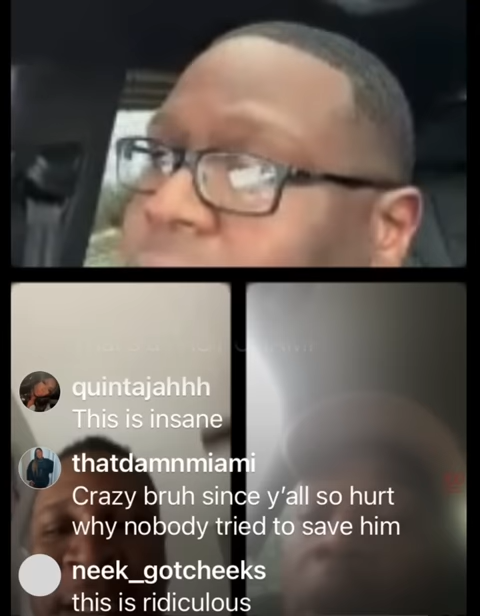 quintajahhh
This is insane
thatdamnmiami
Crazy bruh since y'all so hurt
why nobody tried to save him
neek_gotcheeks
this is ridiculous